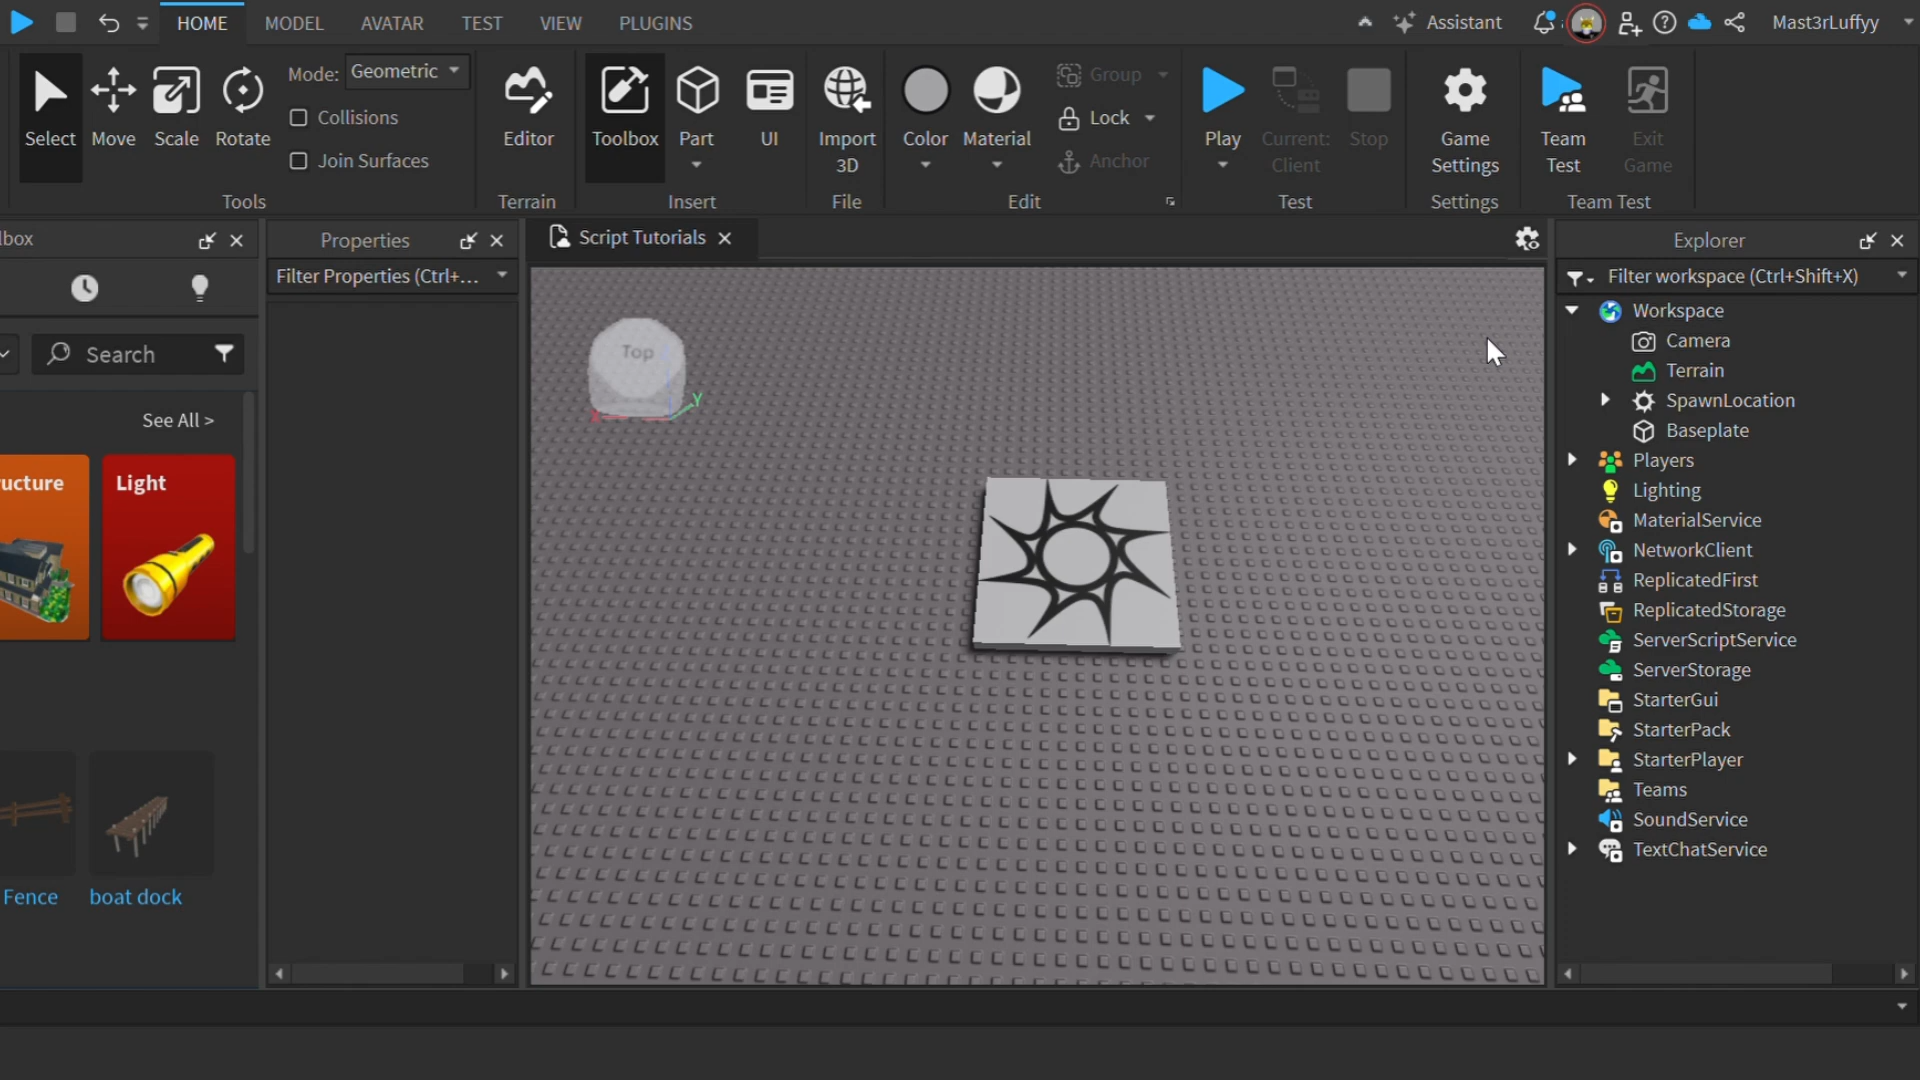 HOME MODEL AVATAR TEST VIEW PLUGINS Assistant Mast3rLuffyy
Select Move Scale Rotate
Mode: Geometric
Collisions
Join Surfaces
Tools
Editor
Terrain
Toolbox Part UI
Insert
Import
3D
File
Color Material
Group
Lock
Anchor
Edit
Play
Current:
Client
Stop
Test
Game
Settings
Settings
Team
Test
Exit
Game
Team Test
lbox
Search
See All >
ucture
Light
Fence
boat dock
Properties
Filter Properties (Ctrl+...
Script Tutorials
Top
X
Y
Explorer
Filter workspace (Ctrl+Shift+X)
Workspace
Camera
Terrain
SpawnLocation
Baseplate
Players
Lighting
MaterialService
NetworkClient
ReplicatedFirst
ReplicatedStorage
ServerScriptService
ServerStorage
StarterGui
StarterPack
StarterPlayer
Teams
SoundService
TextChatService